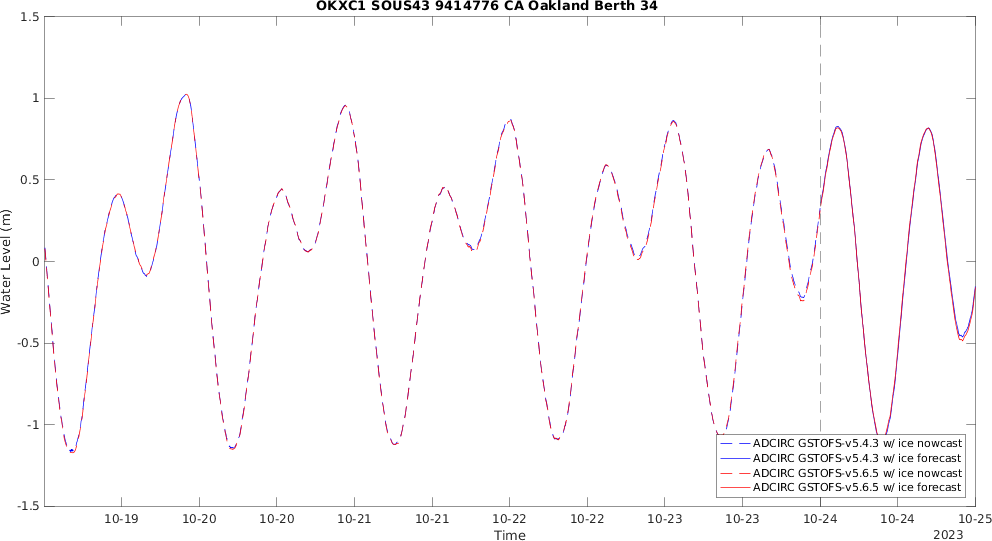 OKXC1 SOUS43 9414776 CA Oakland Berth 34
1.5
1
0.5
0
-0.5
-1
-1.5
Water Level (m)
ADCIRC GSTOFS-v5.4.3 w/ ice nowcast
ADCIRC GSTOFS-v5.4.3 w/ ice forecast
ADCIRC GSTOFS-v5.6.5 w/ ice nowcast
ADCIRC GSTOFS-v5.6.5 w/ ice forecast
10-19 10-20 10-20 10-21 10-21 10-22 10-22 10-23 10-23 10-24 10-24 10-25
Time
2023